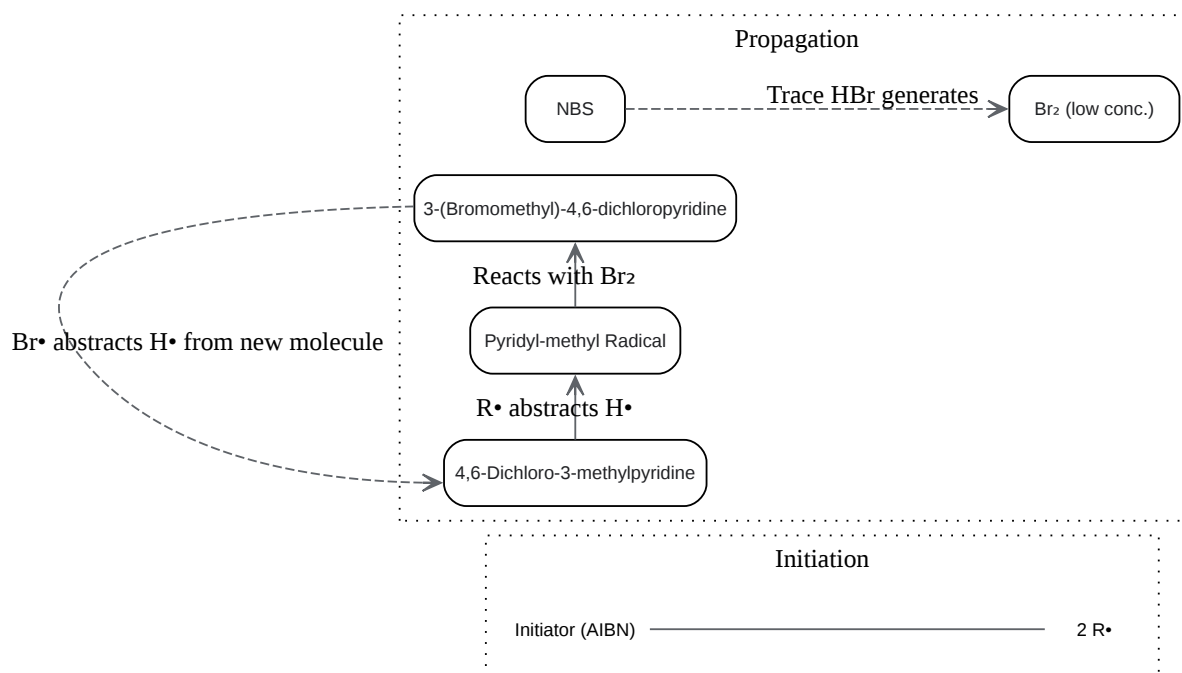 Propagation
NBS
Trace HBr generates
Br₂ (low conc.)
3-(Bromomethyl)-4,6-dichloropyridine
Reacts with Br₂
Pyridyl-methyl Radical
Br• abstracts H• from new molecule
R• abstracts H•
4,6-Dichloro-3-methylpyridine
Initiation
Initiator (AIBN)
2 R•